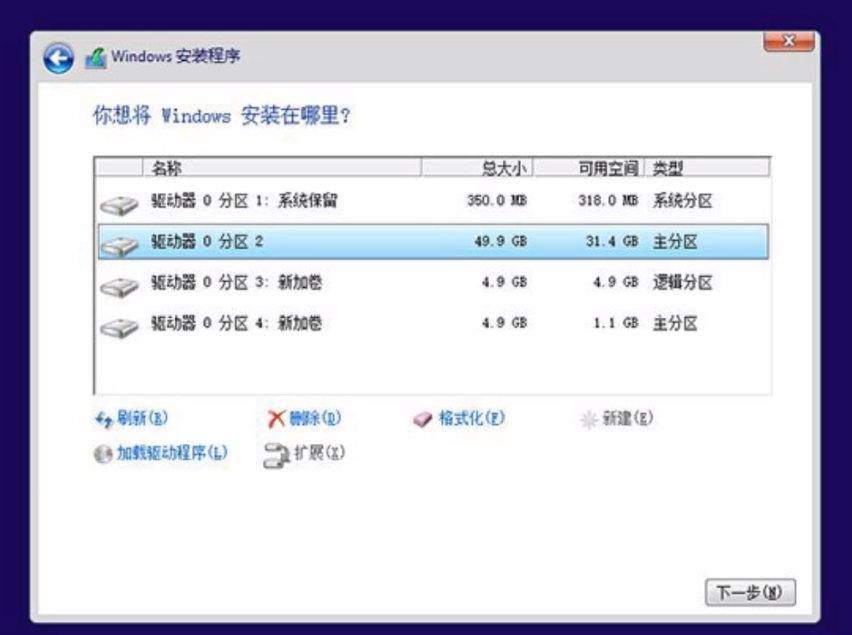 Windows 安装程序
你想将 Windows 安装在哪里?
名称 总大小 可用空间 类型
驱动器 0 分区 1: 系统保留 350.0 MB 318.0 MB 系统分区
驱动器 0 分区 2 49.9 GB 31.4 GB 主分区
驱动器 0 分区 3: 新加卷 4.9 GB 4.9 GB 逻辑分区
驱动器 0 分区 4: 新加卷 4.9 GB 1.1 GB 主分区
刷新(R) 删除(D) 格式化(F) 新建(E)
加载驱动程序(L) 扩展(X)
下一步(N)